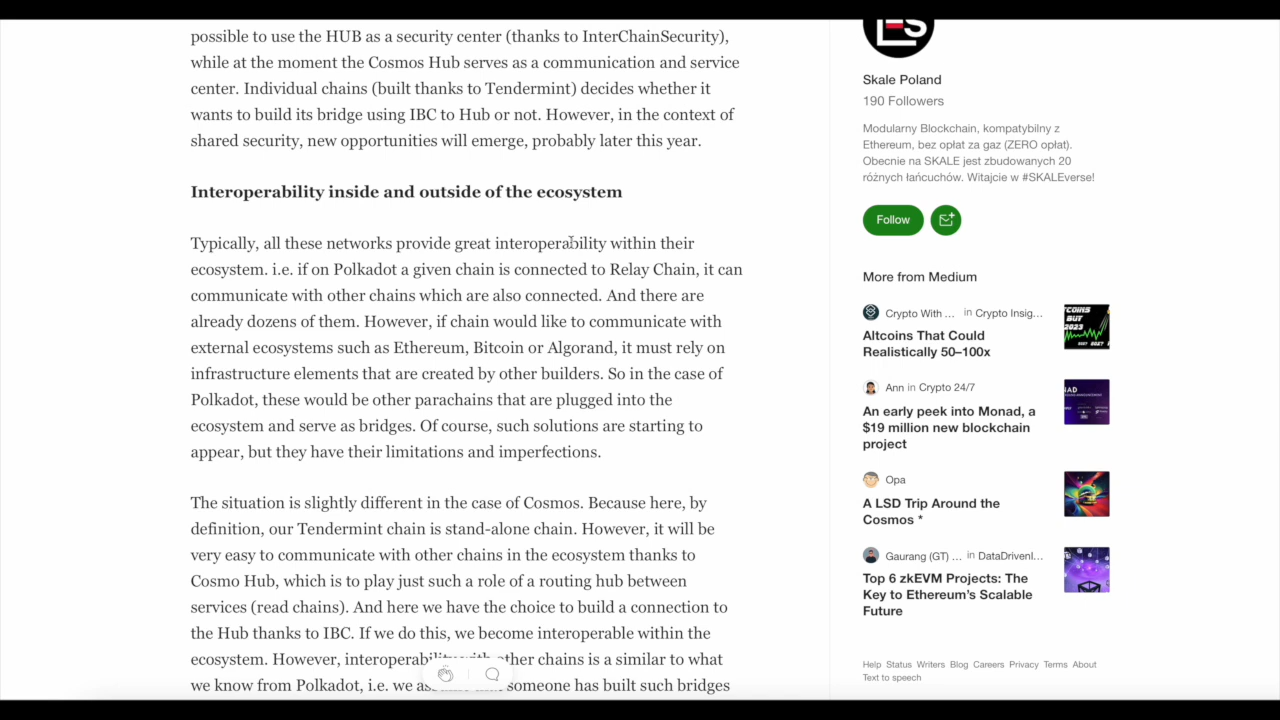 possible to use the HUB as a security center (thanks to InterChainSecurity),
while at the moment the Cosmos Hub serves as a communication and service
center. Individual chains (built thanks to Tendermint) decides whether it
wants to build its bridge using IBC to Hub or not. However, in the context of
shared security, new opportunities will emerge, probably later this year.
Interoperability inside and outside of the ecosystem
Typically, all these networks provide great interoperability within their
ecosystem. i.e. if on Polkadot a given chain is connected to Relay Chain, it can
communicate with other chains which are also connected. And there are
already dozens of them. However, if chain would like to communicate with
external ecosystems such as Ethereum, Bitcoin or Algorand, it must rely on
infrastructure elements that are created by other builders. So in the case of
Polkadot, these would be other parachains that are plugged into the
ecosystem and serve as bridges. Of course, such solutions are starting to
appear, but they have their limitations and imperfections.
The situation is slightly different in the case of Cosmos. Because here, by
definition, our Tendermint chain is stand-alone chain. However, it will be
very easy to communicate with other chains in the ecosystem thanks to
Cosmo Hub, which is to play just such a role of a routing hub between
services (read chains). And here we have the choice to build a connection to
the Hub thanks to IBC. If we do this, we become interoperable within the
ecosystem. However, interoperability with other chains is a similar to what
we know from Polkadot, i.e. we someone has built such bridges
Skale Poland
190 Followers
Modularny Blockchain, kompatybilny z
Ethereum, bez opłat za gaz (ZERO opłat).
Obecnie na SKALE jest zbudowanych 20
różnych łańcuchów. Witajcie w #SKALEverse!
Follow
More from Medium
Crypto With ... in Crypto Insig...
Altcoins That Could
Realistically 50–100x
Ann in Crypto 24/7
An early peek into Monad, a
$19 million new blockchain
project
Opa
A LSD Trip Around the
Cosmos *
Gaurang (GT) ... in DataDrivenI...
Top 6 zkEVM Projects: The
Key to Ethereum's Scalable
Future
Help Status Writers Blog Careers Privacy Terms About
Text to speech